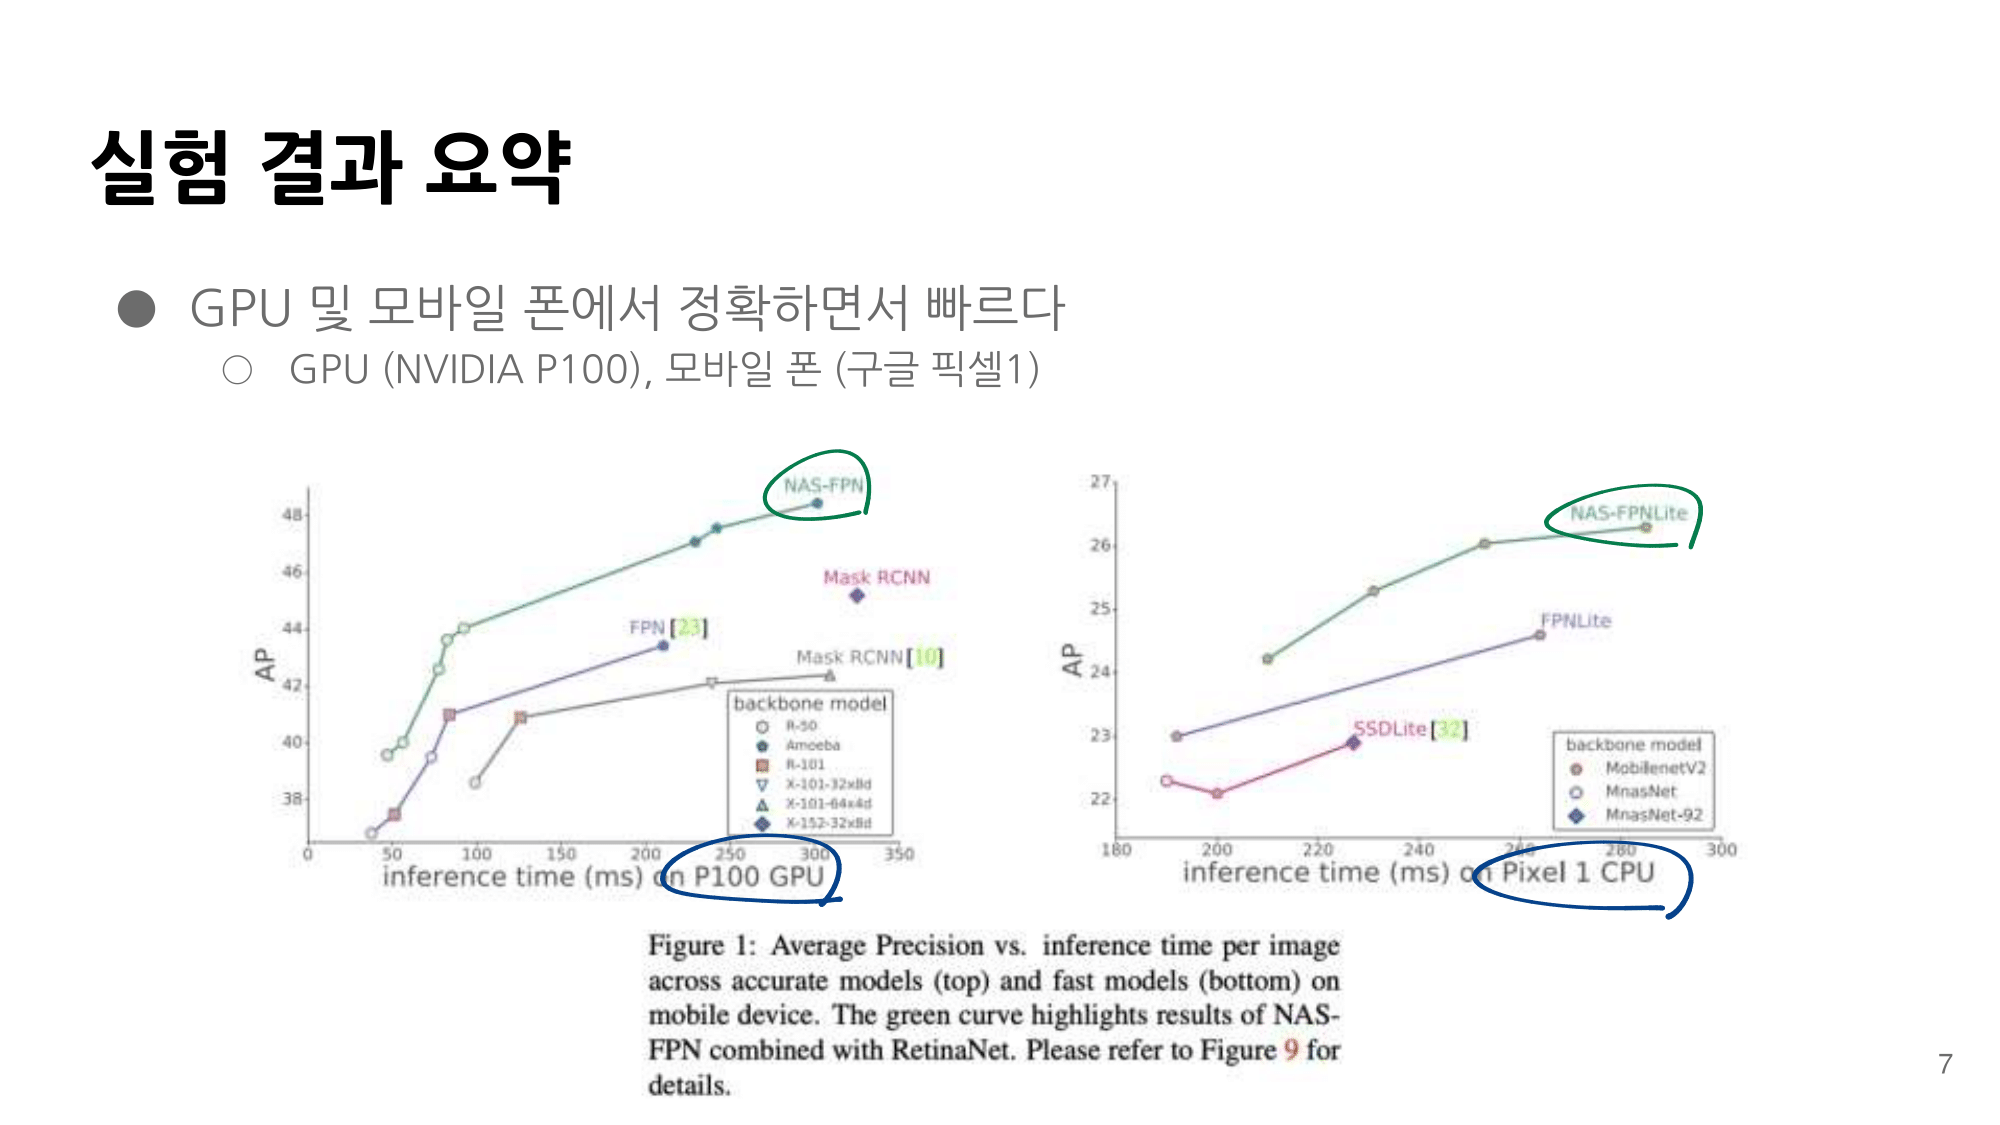 실험 결과 요약
● GPU 및 모바일 폰에서 정확하면서 빠르다
○ GPU (NVIDIA P100), 모바일 폰 (구글 픽셀1)
NAS-FPN
Mask RCNN
FPN[23]
Mask RCNN[10]
AP
48
46
44
42
40
38
backbone model
R-50
Amoeba
R-101
X-101-32x8d
X-101-64x4d
X-152-32x8d
0 50 100 150 200 250 300 350
inference time (ms) on P100 GPU
27
26
25
24
23
22
AP
NAS-FPNLite
FPNLite
SSDLite[32]
backbone model
MobilenetV2
MnasNet
MnasNet-92
180 200 220 240 260 280 300
inference time (ms) on Pixel 1 CPU
Figure 1: Average Precision vs. inference time per image
across accurate models (top) and fast models (bottom) on
mobile device. The green curve highlights results of NAS-
FPN combined with RetinaNet. Please refer to Figure 9 for
details.
7